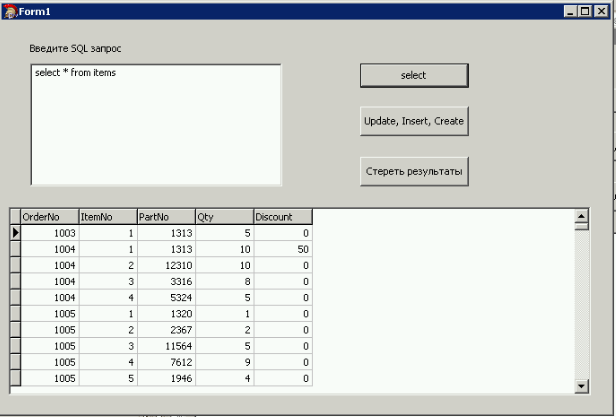 Form1
Введите SQL запрос
select * from items
select
Update, Insert, Create
Стереть результаты
OrderNo ItemNo PartNo Qty Discount
1003 1 1313 5 0
1004 1 1313 10 50
1004 2 12310 10 0
1004 3 3316 8 0
1004 4 5324 5 0
1005 1 1320 1 0
1005 2 2367 2 0
1005 3 11564 5 0
1005 4 7612 9 0
1005 5 1946 4 0